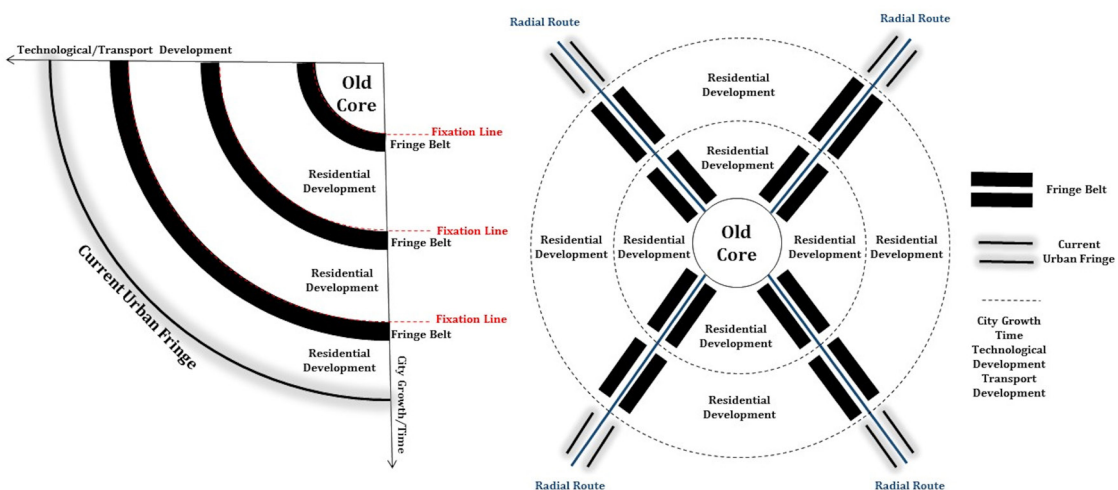 Technological/Transport Development
Old
Core
Fixation Line
Fringe Belt
Residential
Development
Fixation Line
Fringe Belt
Residential
Development
Fixation Line
Fringe Belt
Residential
Development
Current Urban Fringe
City Growth/Time
Radial Route
Radial Route
Residential
Development
Residential
Development
Residential
Development
Residential
Development
Old
Core
Residential
Development
Residential
Development
Residential
Development
Residential
Development
Radial Route
Radial Route
Fringe Belt
Current
Urban Fringe
City Growth
Time
Technological
Development
Transport
Development